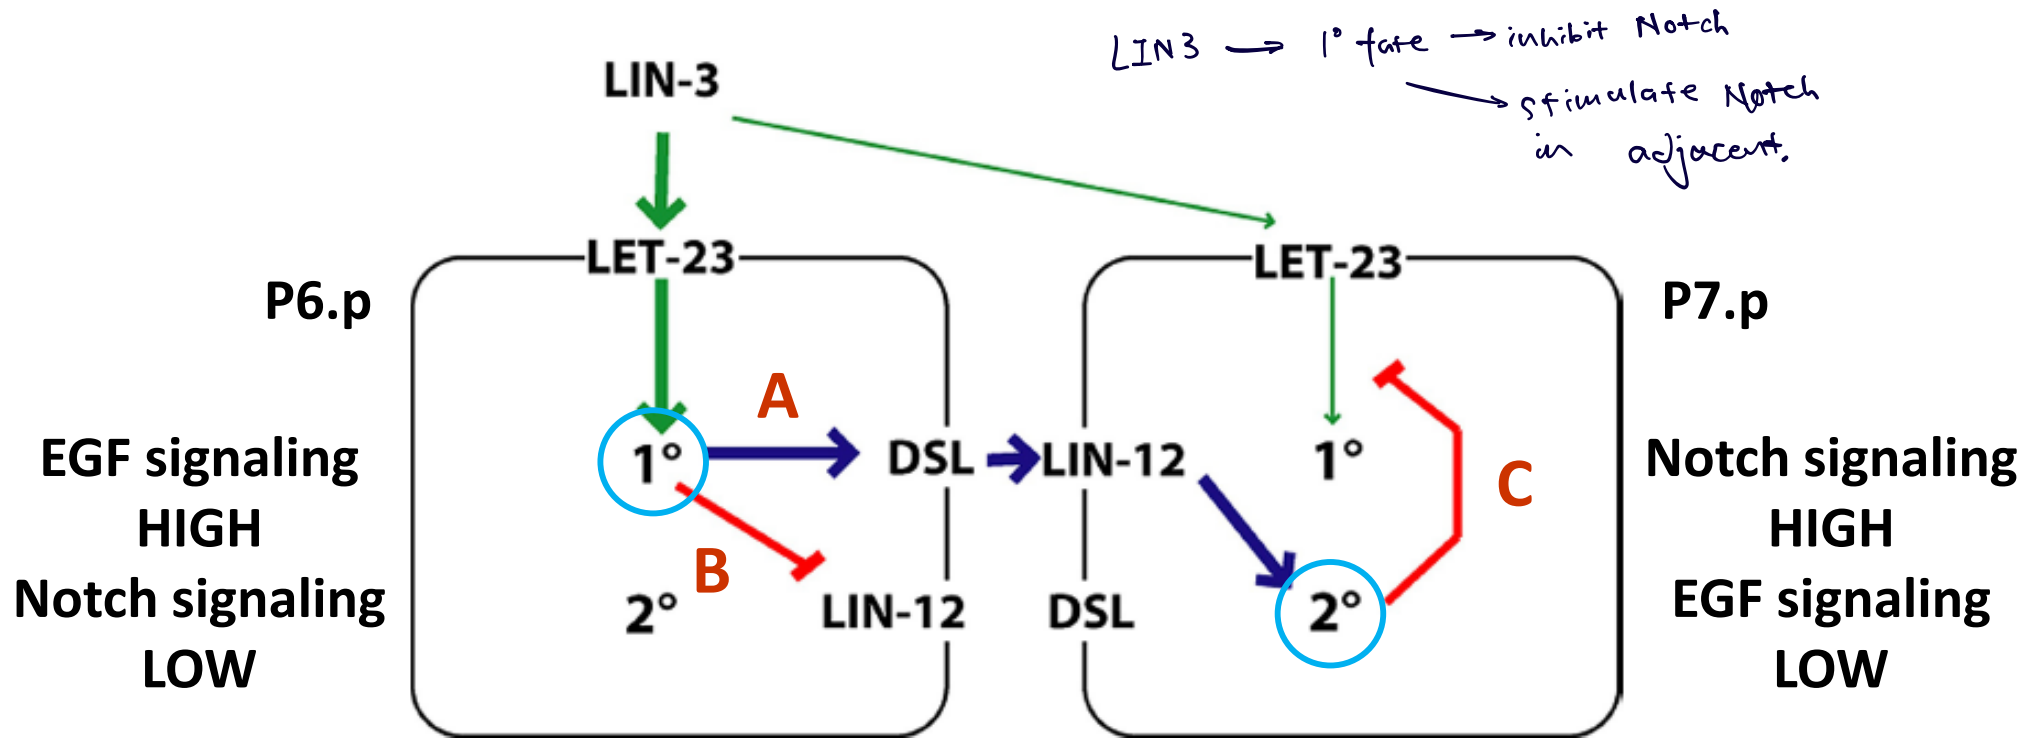 LIN3 → 1° fate → inhibit Notch
→ stimulate Notch
in adjacent.
LIN-3
LET-23
LET-23
P6.p
P7.p
A
EGF signaling
HIGH
Notch signaling
LOW
1°
DSL
LIN-12
1°
C
Notch signaling
HIGH
EGF signaling
LOW
B
2°
LIN-12
DSL
2°